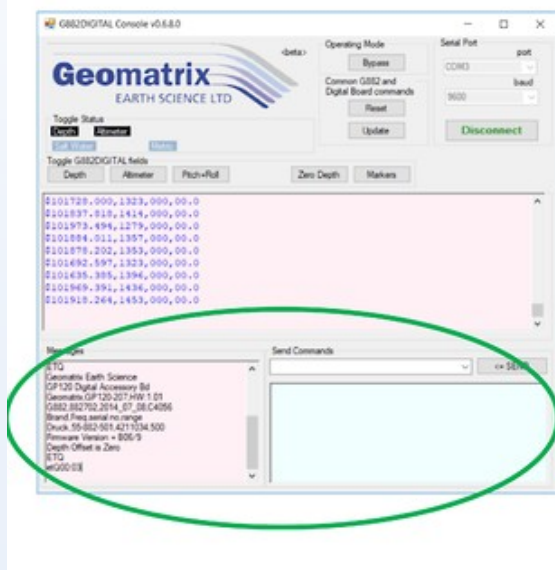 G882DIGITAL Console v0.6.8.0
Geomatrix
EARTH SCIENCE LTD
<beta>
Operating Mode
Bypass
Common G882 and
Digital Board commands
Reset
Update
Serial Port
port
COM3
baud
9600
Disconnect
Toggle Status
Depth Altimeter
Salt Water Metric
Toggle G882DIGITAL fields
Depth Altimeter Pitch+Roll Zero Depth Markers
$101728.000,1323,000,00.0
$101837.818,1414,000,00.0
$101973.494,1279,000,00.0
$101884.011,1357,000,00.0
$101878.202,1353,000,00.0
$101692.597,1323,000,00.0
$101635.385,1396,000,00.0
$101969.391,1436,000,00.0
$101918.264,1453,000,00.0
Messages
ETQ
Geomatrix Earth Science
GP120 Digital Accessory Bd
Geomatrix,GP120-207,HW:1.01
G882,882702,2014_07_08,C4056
Brand,Freq,serial no,range
Druck,55-882-501,4211034,500
Firmware Version = B06/9
Depth Offset is Zero
ETQ
etQ00:03
Send Commands
<= SEND